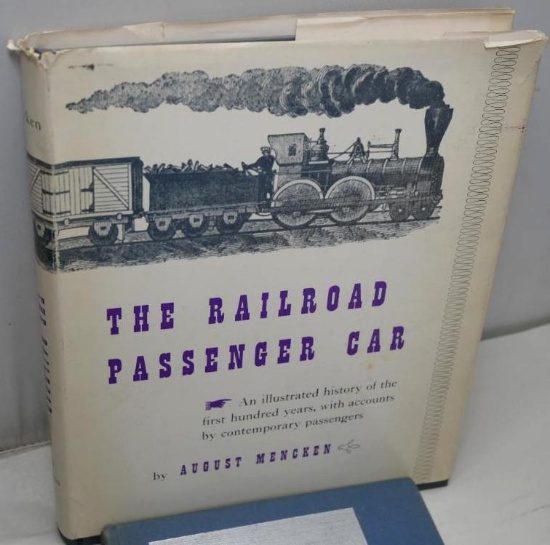 THE RAILROAD
PASSENGER CAR
An illustrated history of the
first hundred years, with accounts
by contemporary passengers
by AUGUST MENCKEN